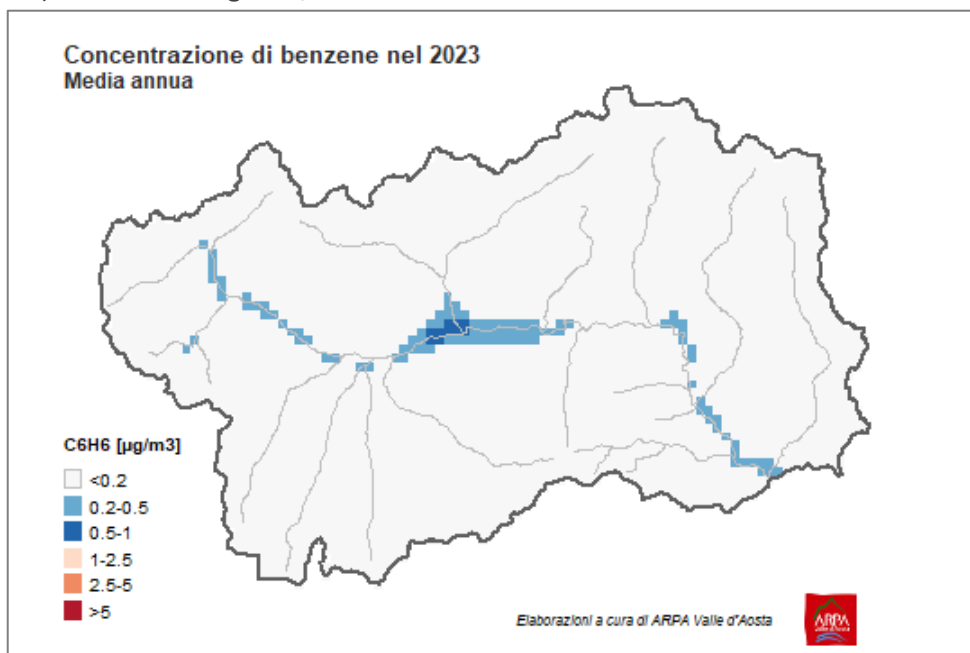 Concentrazione di benzene nel 2023
Media annua
C6H6 [µg/m3]
<0.2
0.2-0.5
0.5-1
1-2.5
2.5-5
>5
Elaborazioni a cura di ARPA Valle d'Aosta
ARPA